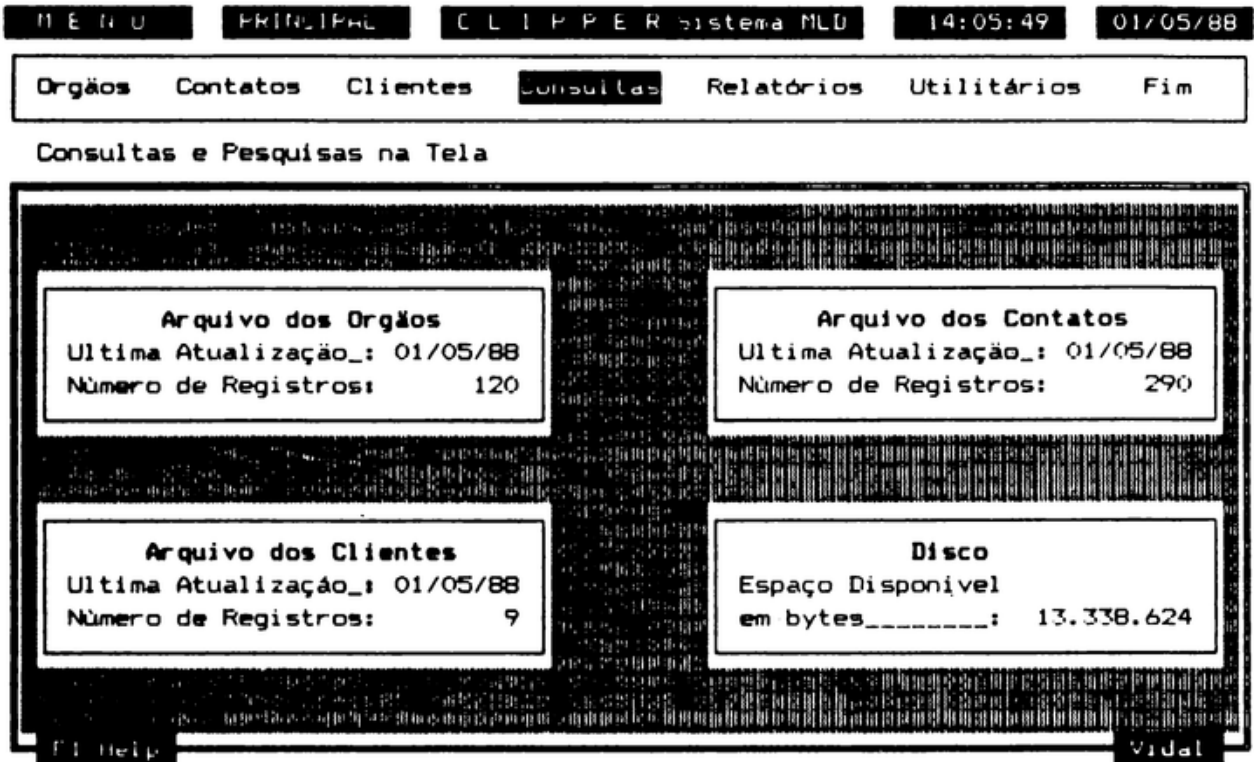 M E N U PRINCIPAL C L I P P E R Sistema MLD 14:05:49 01/05/88
Orgãos Contatos Clientes Consultas Relatórios Utilitários Fim
Consultas e Pesquisas na Tela
Arquivo dos Orgãos
Ultima Atualização_: 01/05/88
Número de Registros: 120
Arquivo dos Contatos
Ultima Atualização_: 01/05/88
Número de Registros: 290
Arquivo dos Clientes
Ultima Atualização_: 01/05/88
Número de Registros: 9
Disco
Espaço Disponivel
em bytes________: 13.338.624
F1 Help Vidal